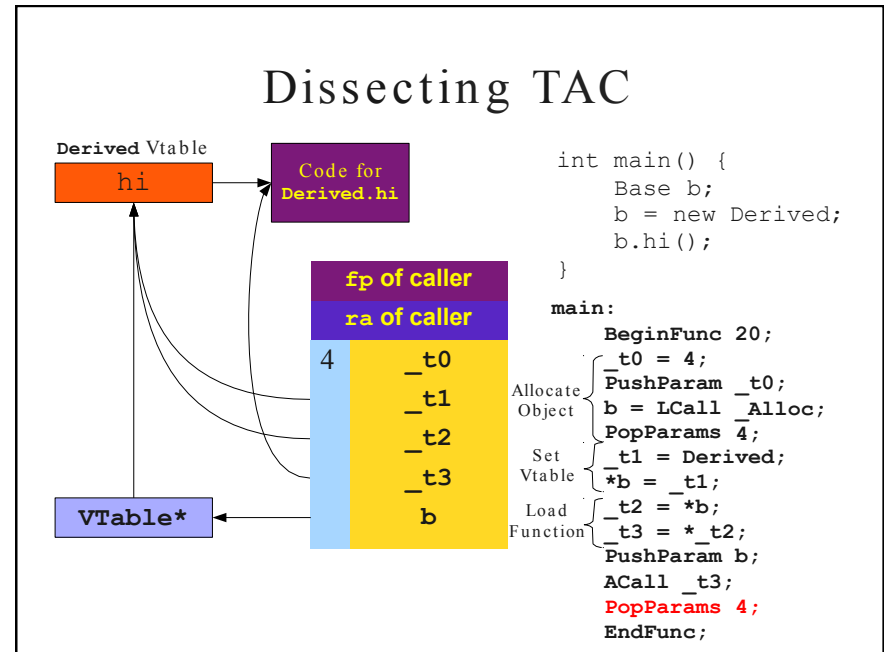 Dissecting TAC
Derived Vtable
hi
Code for
Derived.hi
fp of caller
ra of caller
4 _t0
_t1
_t2
_t3
b
VTable*
int main() {
Base b;
b = new Derived;
b.hi();
}
main:
BeginFunc 20;
_t0 = 4;
PushParam _t0;
b = LCall _Alloc;
PopParams 4;
_t1 = Derived;
*b = _t1;
_t2 = *b;
_t3 = *_t2;
PushParam b;
ACall _t3;
PopParams 4;
EndFunc;
Allocate
Object
Set
Vtable
Load
Function